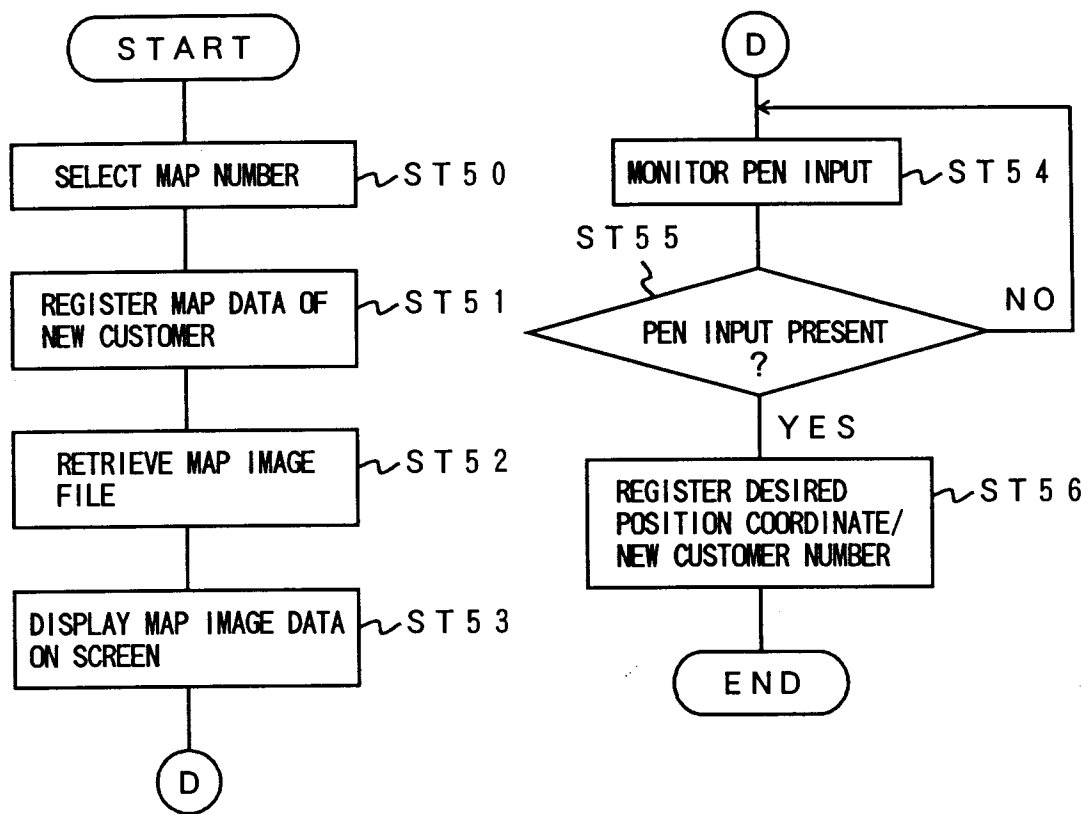 START
SELECT MAP NUMBER
ST50
REGISTER MAP DATA OF
NEW CUSTOMER
ST51
RETRIEVE MAP IMAGE
FILE
ST52
DISPLAY MAP IMAGE DATA
ON SCREEN
ST53
D
D
MONITOR PEN INPUT
ST54
ST55
PEN INPUT PRESENT
?
NO
YES
REGISTER DESIRED
POSITION COORDINATE/
NEW CUSTOMER NUMBER
ST56
END